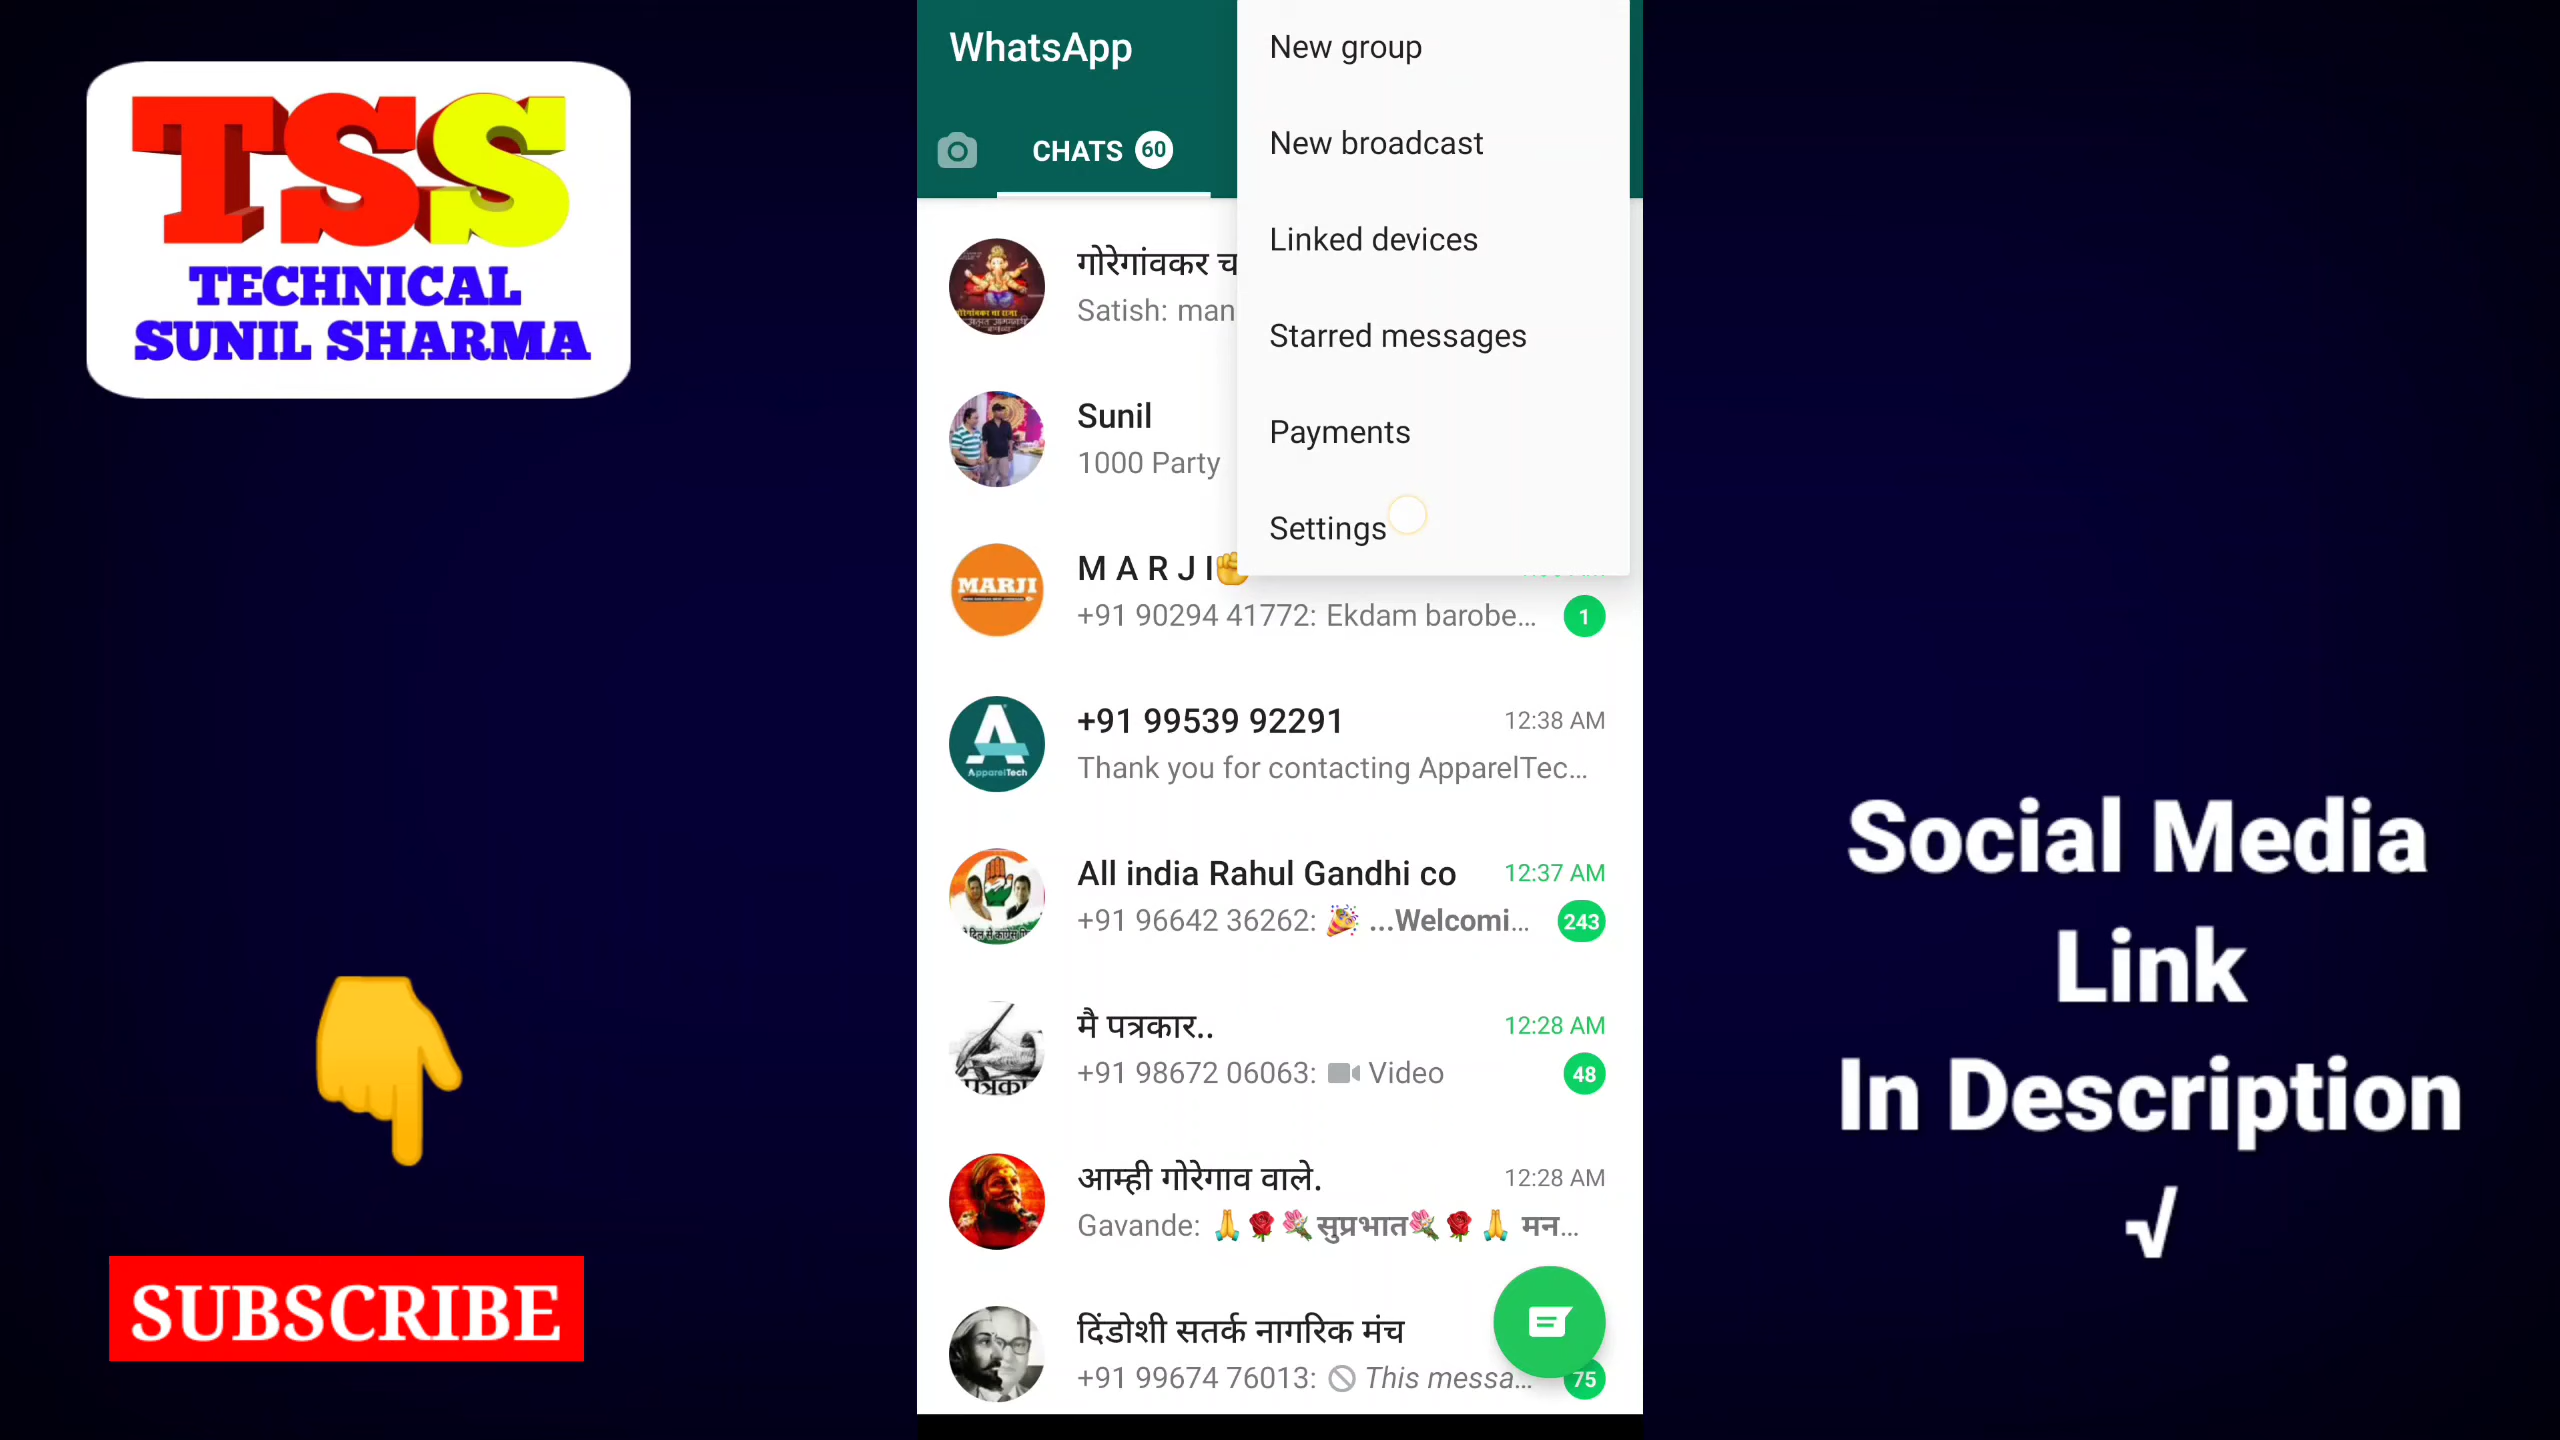 TSS
TECHNICAL
SUNIL SHARMA
SUBSCRIBE
WhatsApp
CHATS 60
New group
New broadcast
Linked devices
Starred messages
Payments
Settings
गोरेगांवकर च
Satish: man
Sunil
1000 Party
M A R J I✊
MARJI
+91 90294 41772: Ekdam barobe...
1
+91 99539 92291
12:38 AM
ApparelTech
Thank you for contacting ApparelTec...
All india Rahul Gandhi co
12:37 AM
+91 96642 36262: 🎉 ...Welcomi...
243
मै पत्रकार..
12:28 AM
+91 98672 06063: Video
48
आम्ही गोरेगाव वाले.
12:28 AM
Gavande: 🙏🌹💐सुप्रभात💐🌹🙏 मन...
दिंडोशी सतर्क नागरिक मंच
+91 99674 76013: 🚫 This messa...
75
Social Media
Link
In Description
√